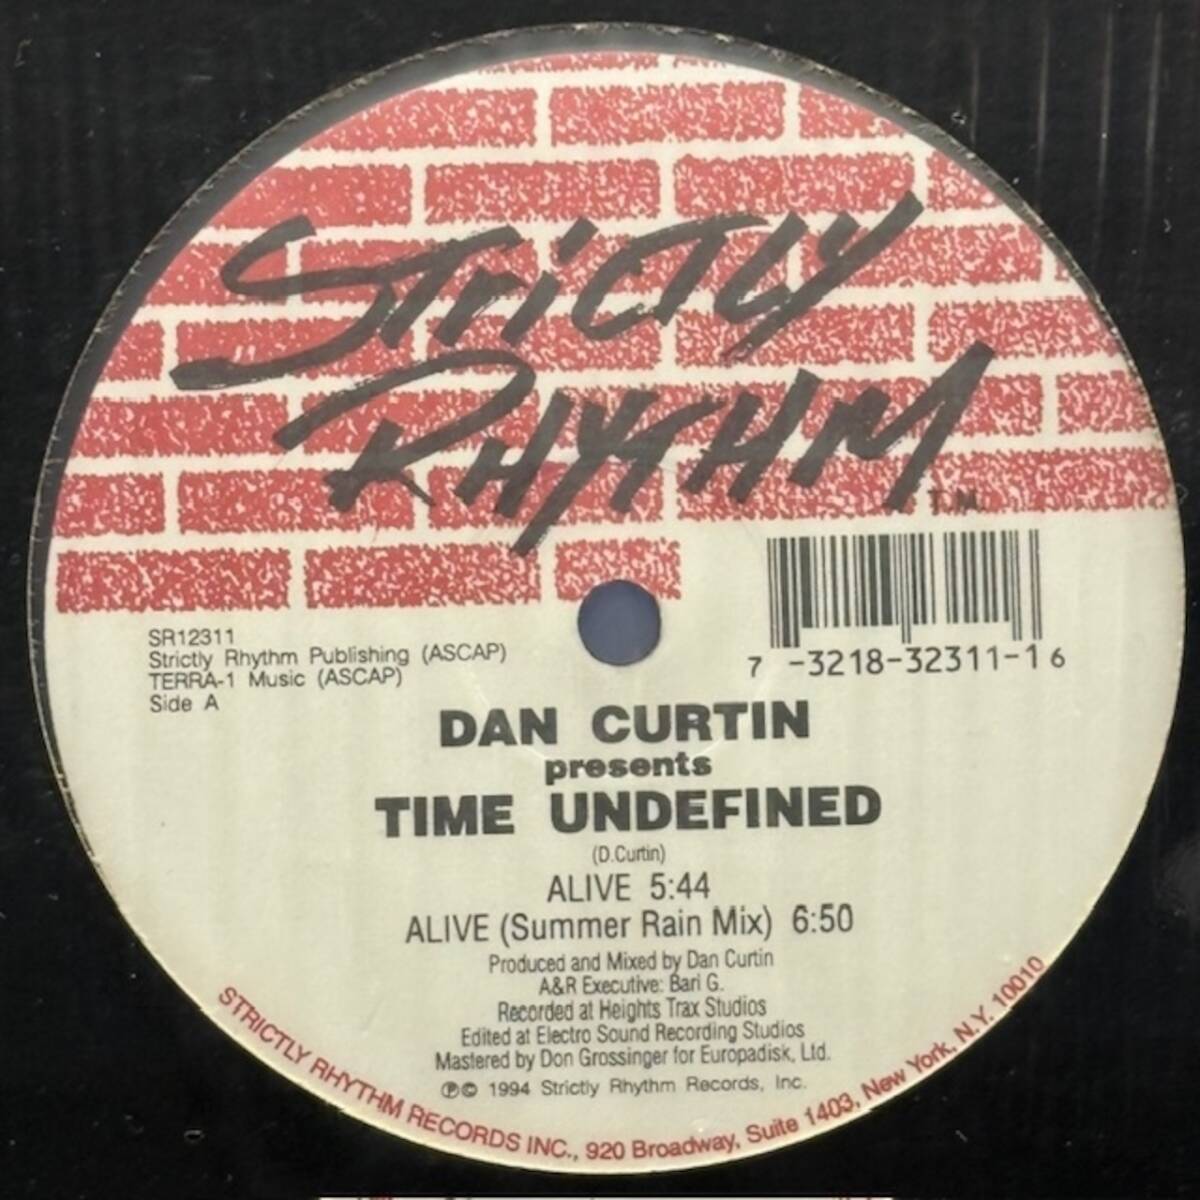 STRICTLY
RHYTHM
T.M.
7 -3218-32311-1 6
SR12311
Strictly Rhythm Publishing (ASCAP)
TERRA-1 Music (ASCAP)
Side A
DAN CURTIN
presents
TIME UNDEFINED
(D.Curtin)
ALIVE 5:44
ALIVE (Summer Rain Mix) 6:50
Produced and Mixed by Dan Curtin
A&R Executive: Bari G.
Recorded at Heights Trax Studios
Edited at Electro Sound Recording Studios
Mastered by Don Grossinger for Europadisk, Ltd.
℗© 1994 Strictly Rhythm Records, Inc.
STRICTLY RHYTHM RECORDS INC., 920 Broadway, Suite 1403, New York, N.Y. 10010